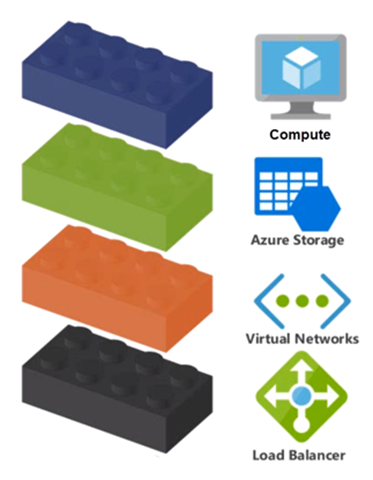 Compute
Azure Storage
Virtual Networks
Load Balancer